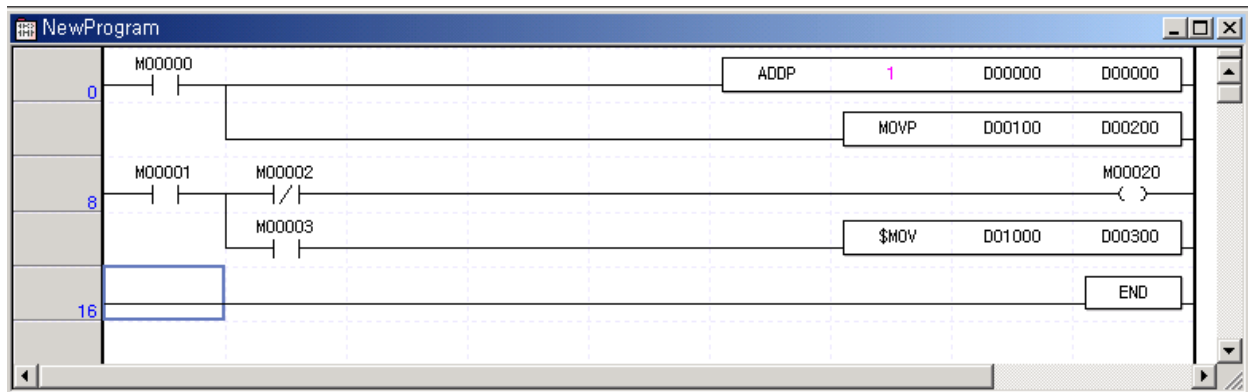 NewProgram
M00000
0
ADDP 1 D00000 D00000
MOVP D00100 D00200
M00001 M00002 M00020
8
M00003
$MOV D01000 D00300
16
END